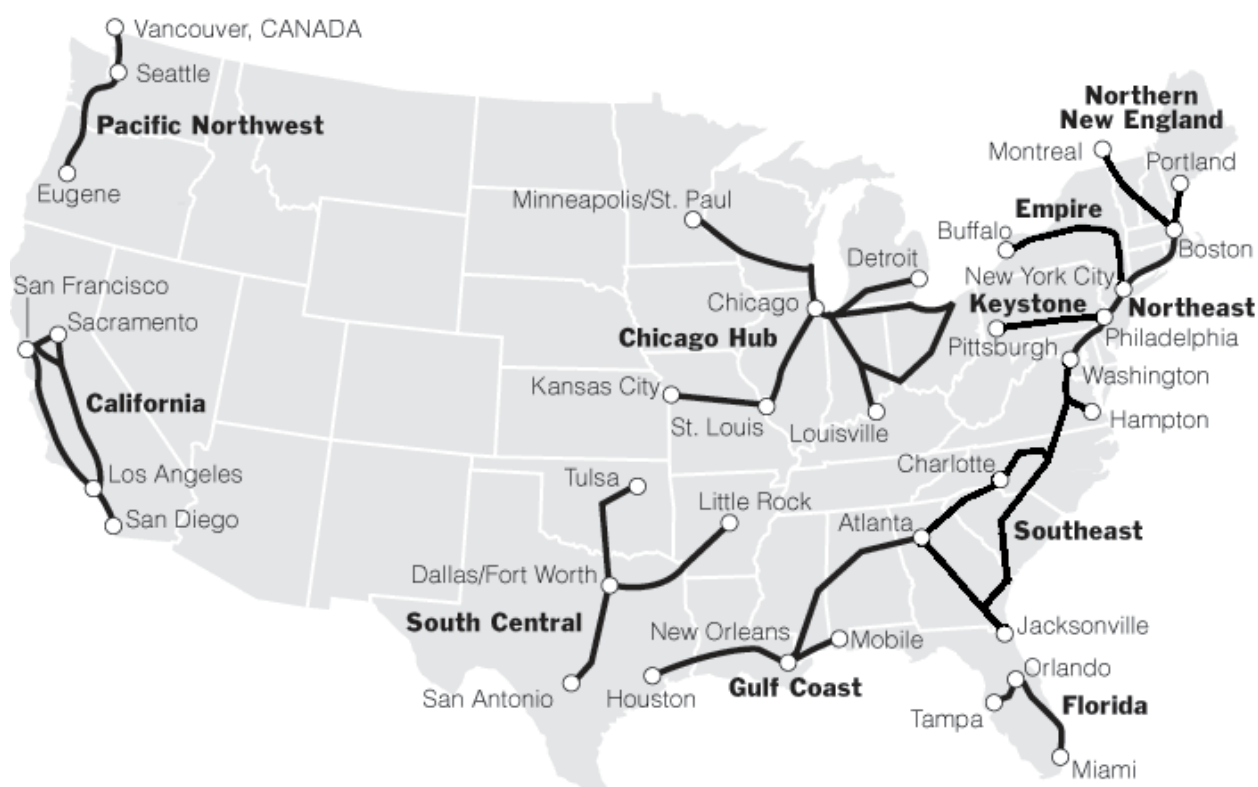 Vancouver, CANADA
Seattle
Pacific Northwest
Eugene
Northern
New England
Montreal
Portland
Minneapolis/St. Paul
Empire
Buffalo
Boston
Detroit
New York City
San Francisco
Sacramento
Chicago
Keystone
Northeast
Chicago Hub
Pittsburgh
Philadelphia
Washington
Kansas City
California
St. Louis
Louisville
Hampton
Charlotte
Los Angeles
Tulsa
Little Rock
San Diego
Atlanta
Southeast
Dallas/Fort Worth
South Central
New Orleans
Mobile
Jacksonville
Orlando
San Antonio
Houston
Gulf Coast
Florida
Tampa
Miami